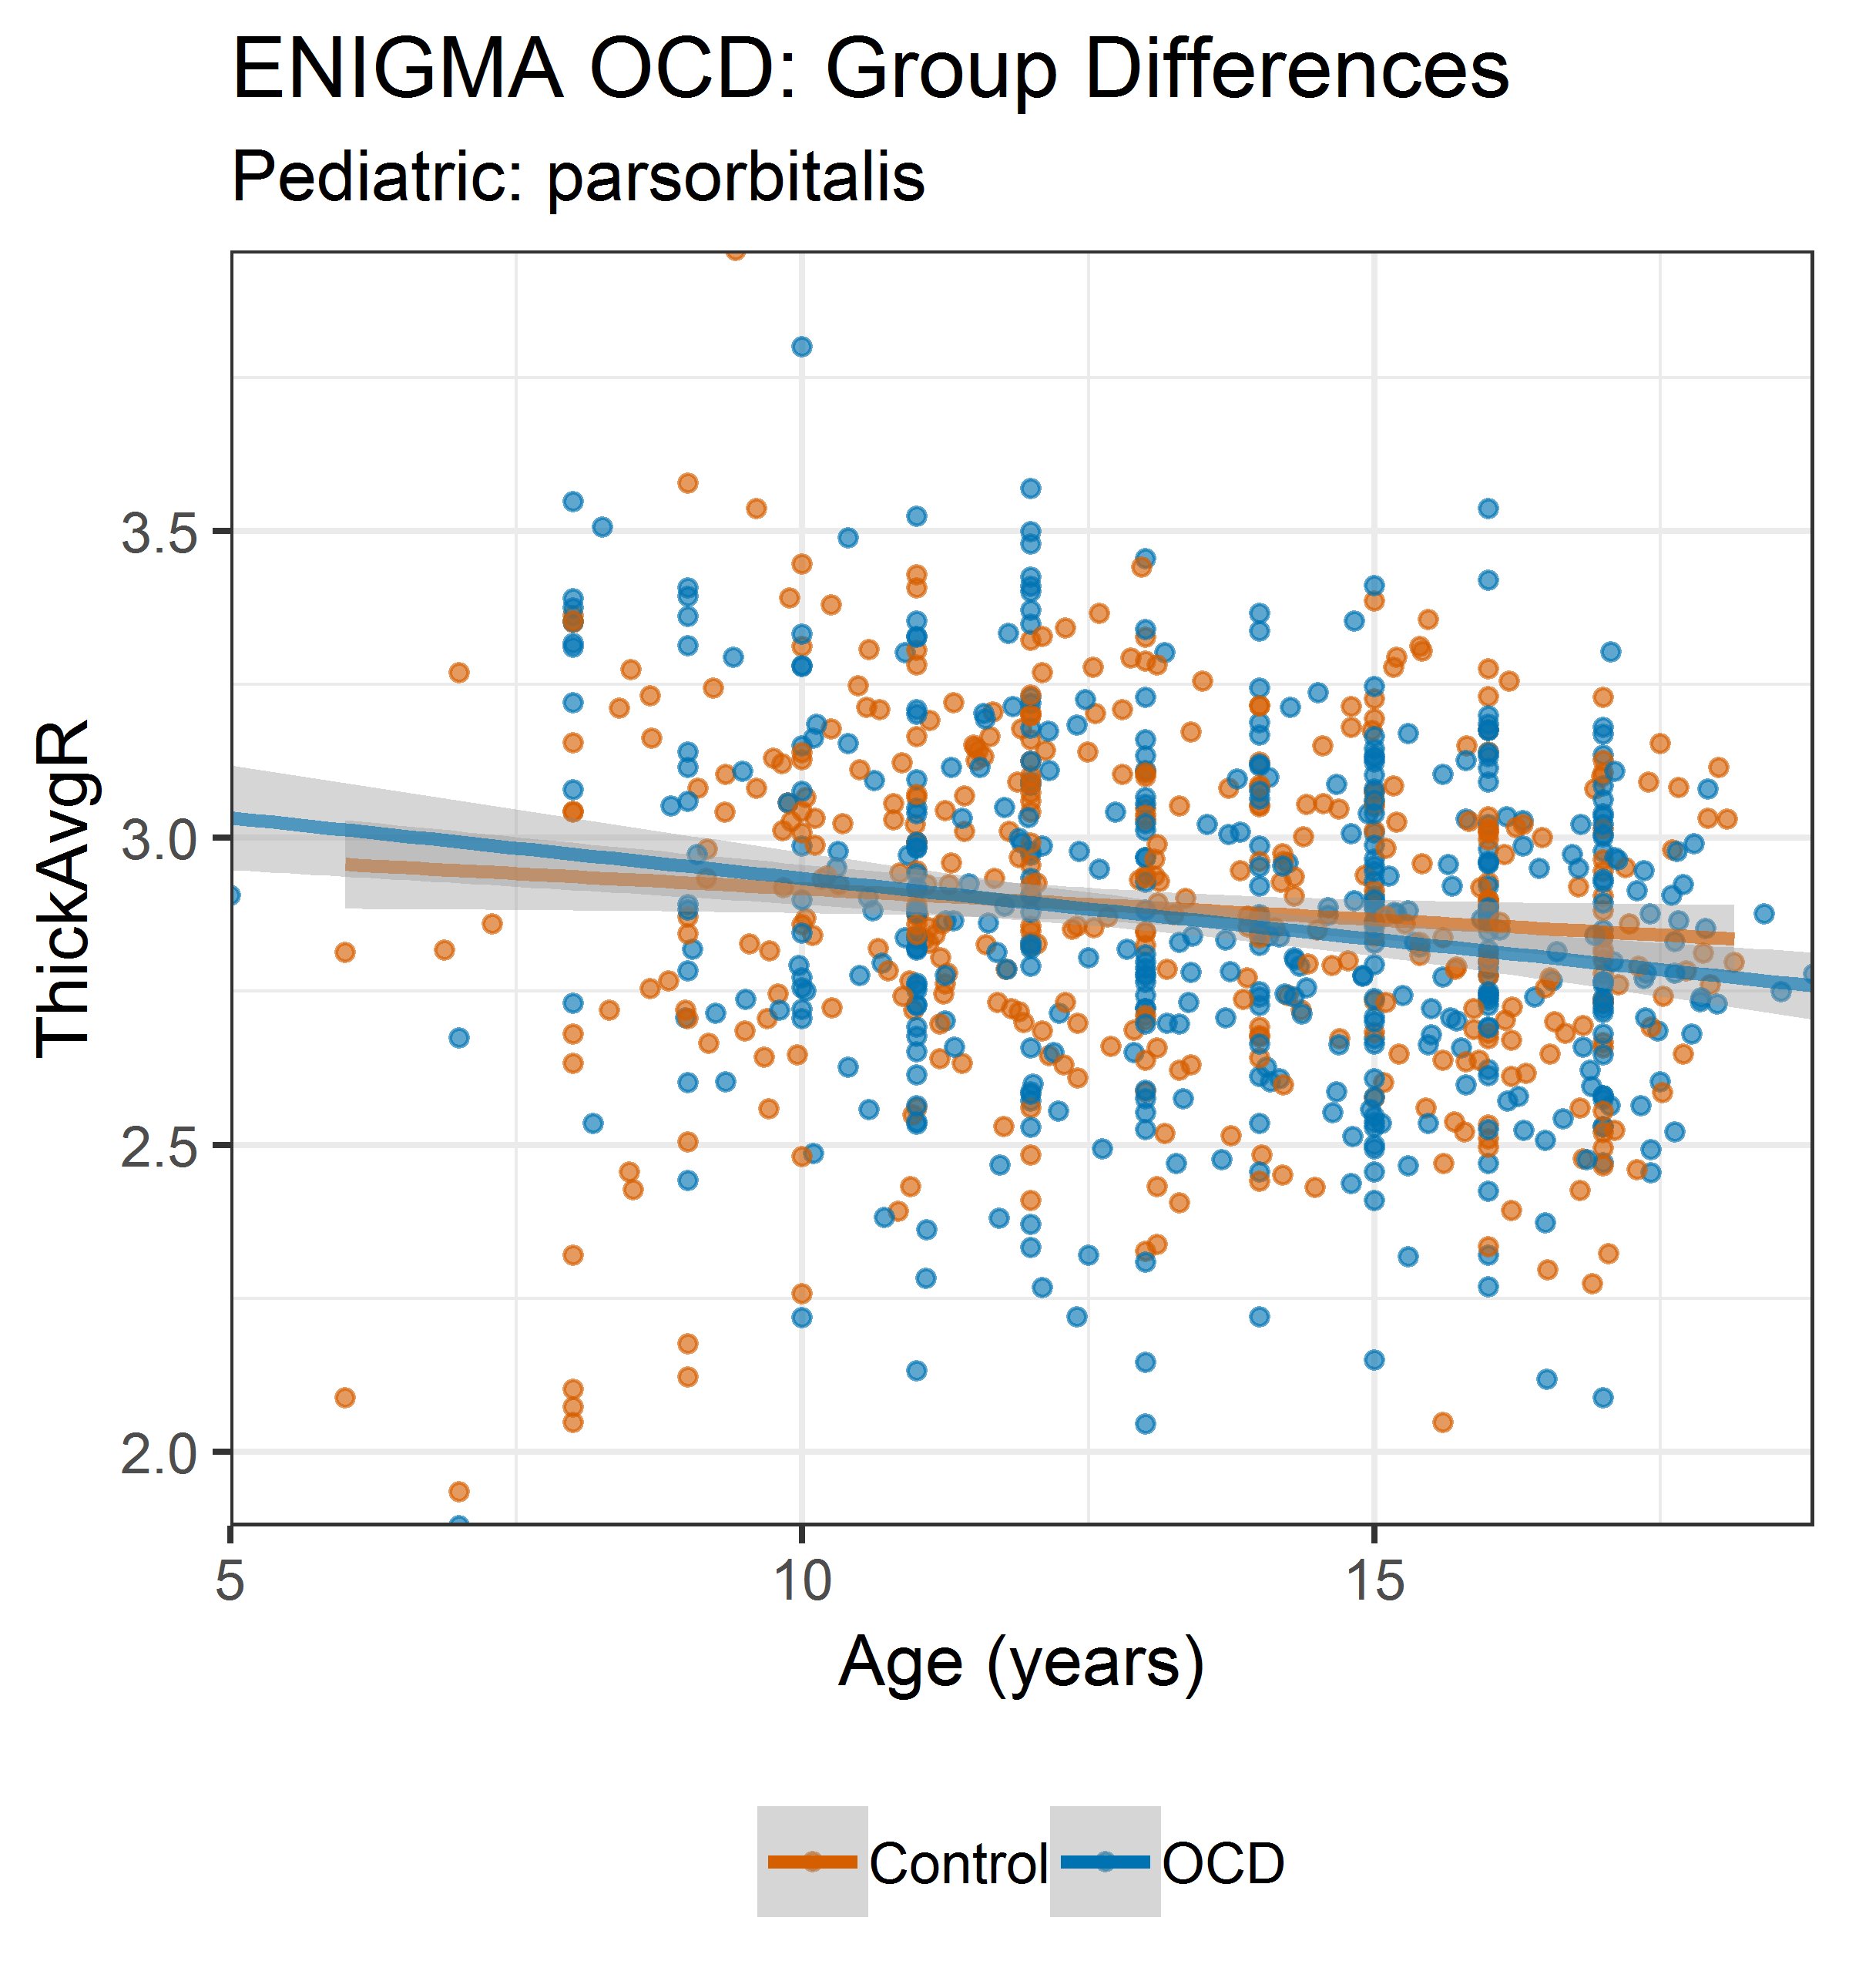 ENIGMA OCD: Group Differences
Pediatric: parsorbitalis
ThickAvgR
3.5
3.0
2.5
2.0
5 10 15
Age (years)
Control OCD